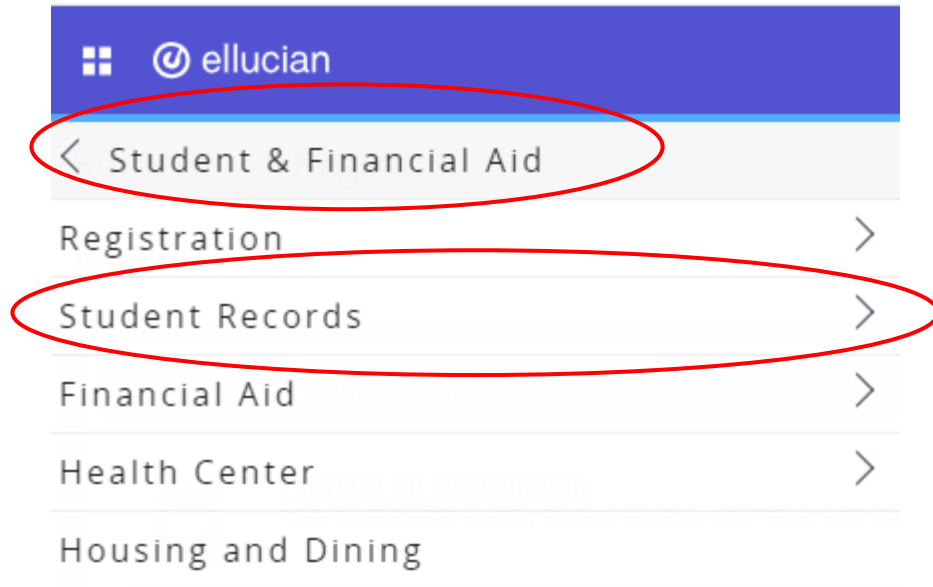 ellucian
Student & Financial Aid
Registration
Student Records
Financial Aid
Health Center
Housing and Dining